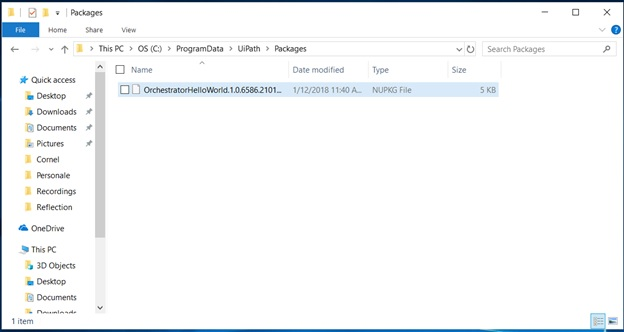 Packages
File Home Share View
This PC OS (C:) ProgramData UiPath Packages Search Packages
Name Date modified Type Size
OrchestratorHelloWorld.1.0.6586.2101... 1/12/2018 11:40 A... NUPKG File 5 KB
Quick access
Desktop
Downloads
Documents
Pictures
Cornel
Personale
Recordings
Reflection
OneDrive
This PC
3D Objects
Desktop
Documents
Downloads
1 item